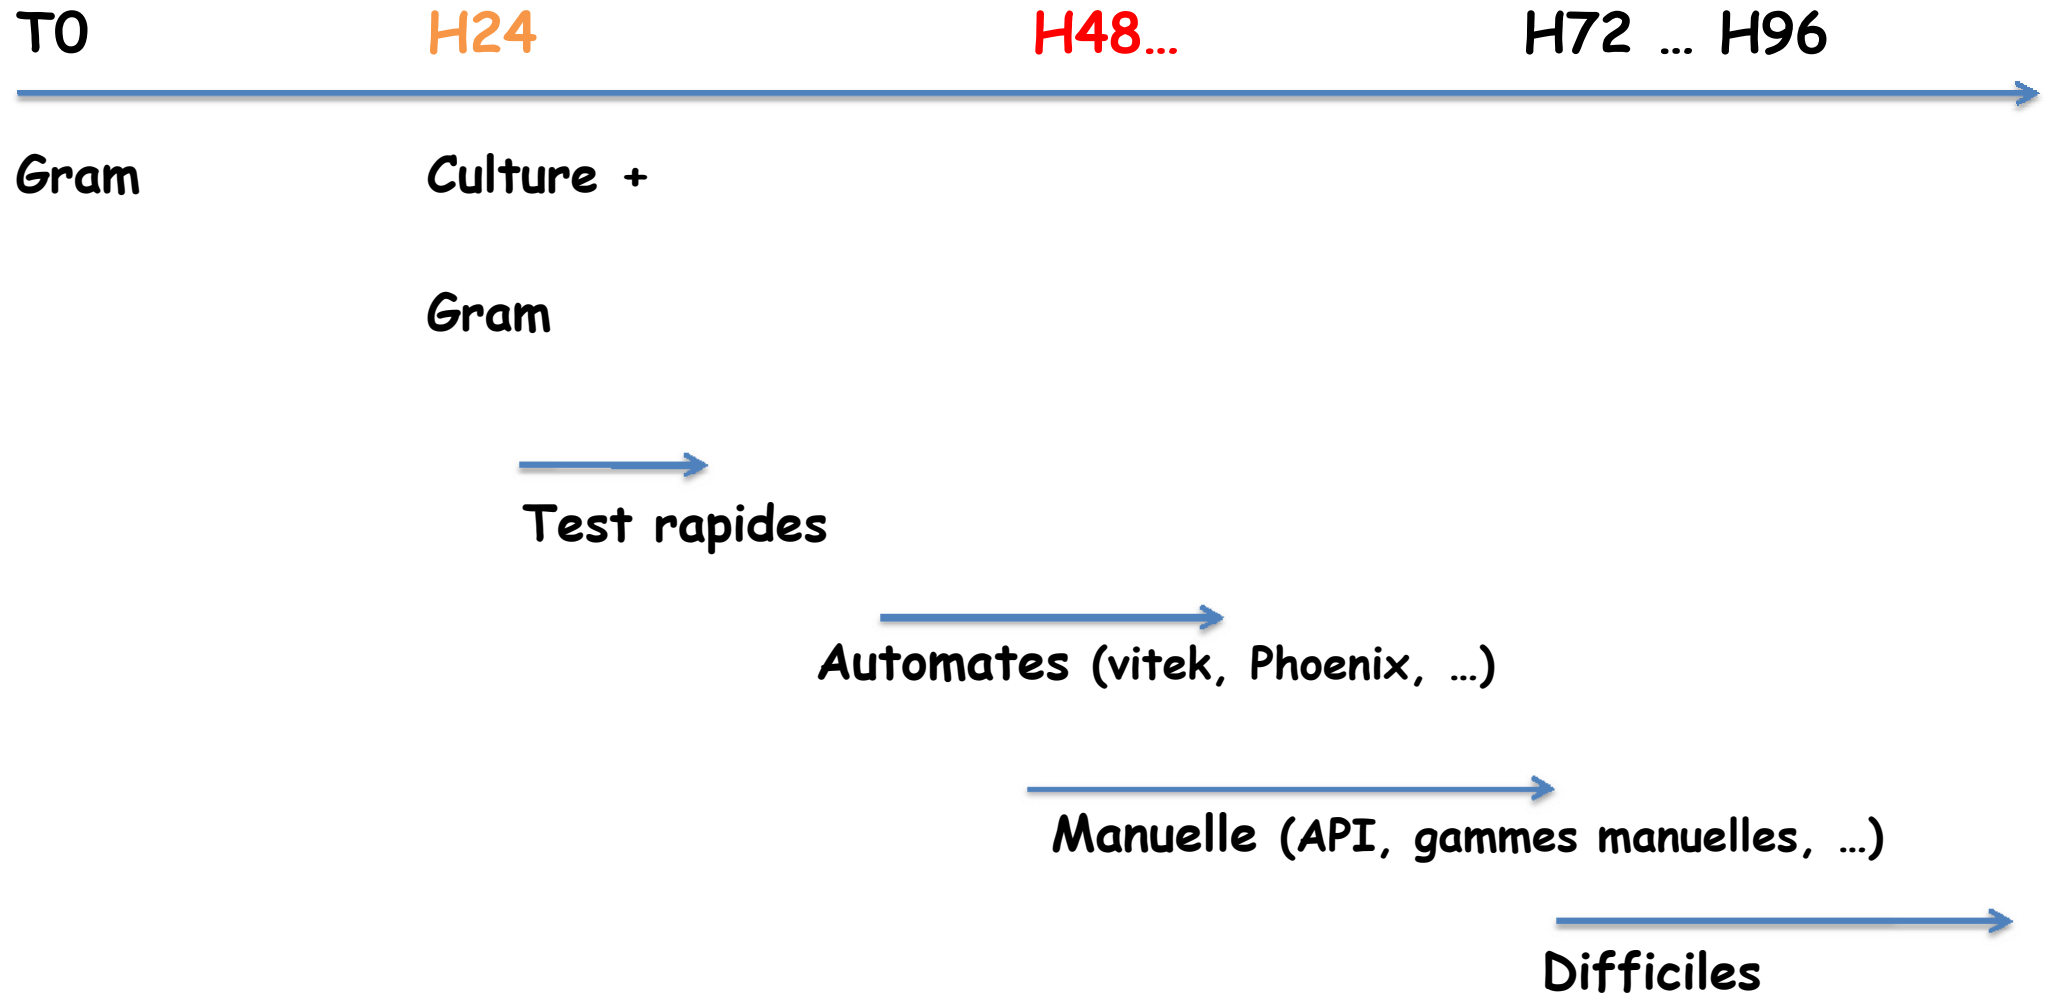 T0 H24 H48... H72 ... H96
Gram Culture +
Gram
Test rapides
Automates (vitek, Phoenix, ...)
Manuelle (API, gammes manuelles, ...)
Difficiles